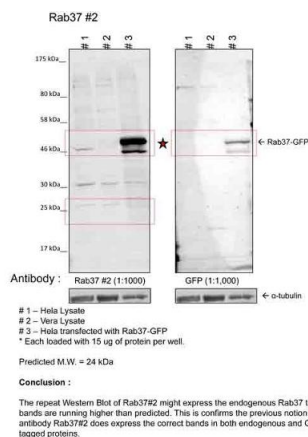 Rab37 #2
# 1
# 2
# 3
# 1
# 2
# 3
175 kDa
80 kDa
46 kDa
30 kDa
25 kDa
17 kDa
← Rab37-GFP
Antibody :
Rab37 #2 (1:1000)
GFP (1:1,000)
← α-tubulin
# 1 – Hela Lysate
# 2 – Vera Lysate
# 3 – Hela transfected with Rab37-GFP
* Each loaded with 15 ug of protein per well.
Predicted M.W. = 24 kDa
Conclusion :
The repeat Western Blot of Rab37#2 might express the endogenous Rab37
bands are running higher than predicted. This is confirms the previous notion
antibody Rab37#2 does express the correct bands in both endogenous and
tagged proteins.